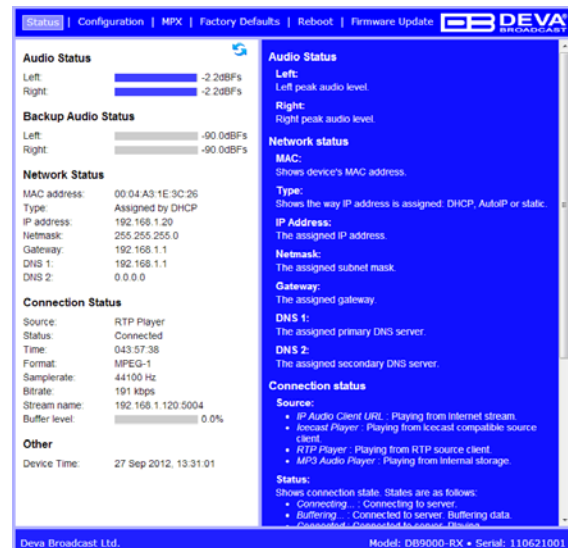 Status | Configuration | MPX | Factory Defaults | Reboot | Firmware Update
DB DEVA
BROADCAST
Audio Status
Left: -2.2dBFs
Right: -2.2dBFs
Backup Audio Status
Left: -90.0dBFs
Right: -90.0dBFs
Network Status
MAC address: 00:04:A3:1E:3C:26
Type: Assigned by DHCP
IP address: 192.168.1.20
Netmask: 255.255.255.0
Gateway: 192.168.1.1
DNS 1: 192.168.1.1
DNS 2: 0.0.0.0
Connection Status
Source: RTP Player
Status: Connected
Time: 043:57:38
Format: MPEG-1
Samplerate: 44100 Hz
Bitrate: 191 kbps
Stream name: 192.168.1.120:5004
Buffer level: 0.0%
Other
Device Time: 27 Sep 2012, 13:31:01
Audio Status
Left:
Left peak audio level.
Right:
Right peak audio level.
Network status
MAC:
Shows device's MAC address.
Type:
Shows the way IP address is assigned: DHCP, AutoIP or static.
IP Address:
The assigned IP address.
Netmask:
The assigned subnet mask.
Gateway:
The assigned gateway.
DNS 1:
The assigned primary DNS server.
DNS 2:
The assigned secondary DNS server.
Connection status
Source:
• IP Audio Client URL : Playing from Internet stream.
• Icecast Player : Playing from Icecast compatible source
client.
• RTP Player : Playing from RTP source client.
• MP3 Audio Player : Playing from Internal storage.
Status:
Shows connection state. States are as follows:
• Connecting... : Connecting to server.
• Buffering... : Connected to server. Buffering data.
• Connected : Connected to server. Playing
Deva Broadcast Ltd.
Model: DB9000-RX • Serial: 110621001